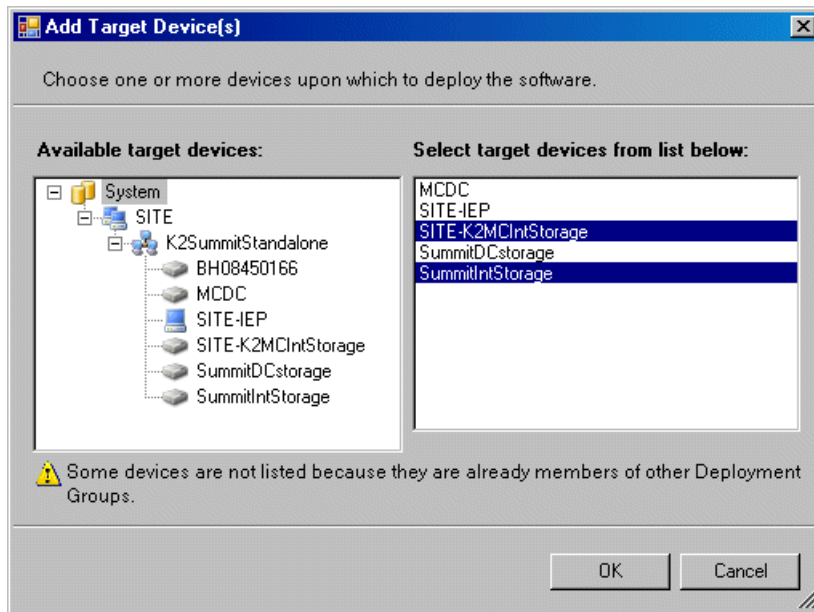 Add Target Device(s)
Choose one or more devices upon which to deploy the software.
Available target devices:
System
SITE
K2SummitStandalone
BH08450166
MCDC
SITE-IEP
SITE-K2MCIntStorage
SummitDCstorage
SummitIntStorage
Select target devices from list below:
MCDC
SITE-IEP
SITE-K2MCIntStorage
SummitDCstorage
SummitIntStorage
Some devices are not listed because they are already members of other Deployment
Groups.
OK
Cancel